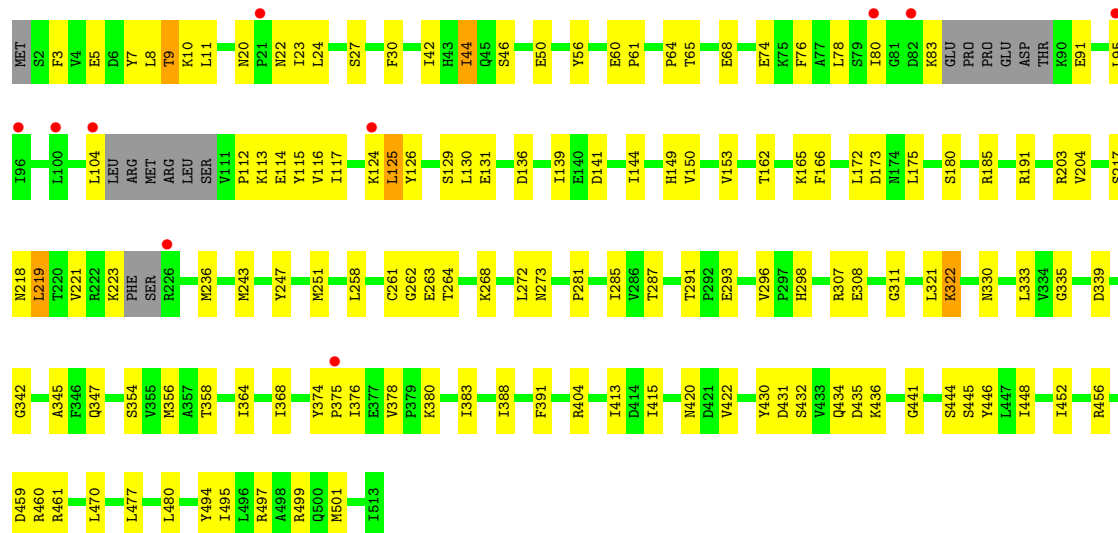 MET S2 F3 V4 E5 D6 Y7 K10 L8 T9 L11 N20 P21 N22 I23 L24 S27 F30 I42 H43 I44 Q45 S46 E50 Y56 E60 P61 P64 T65 E68 E74 K75 F76 A77 L78 S79 I80 G81 D82 K83 GLU PRO PRO GLU ASP THR K90 E91 L95
I96 L100 L104 LEU ARG MET ARG LEU SER V111 P112 K113 E114 Y115 V116 I117 K124 L125 Y126 S129 L130 E131 D136 I139 E140 D141 I144 H149 V150 V153 T162 K165 F166 L172 D173 N174 L175 S180 R185 R191 R203 V204 S217
N218 L219 T220 V221 R222 K223 PHE SER R226 M236 M243 Y247 M251 L258 C261 G262 E263 T264 K268 L272 N273 P281 I285 V286 T287 T291 P292 E293 V296 P297 H298 R307 E308 G311 L321 K322 N330 L333 V334 G335 D339
G342 A345 F346 Q347 S354 V355 M356 A357 T358 I364 I368 Y374 P375 I376 E377 V378 P379 K380 I383 I388 F391 R404 I413 D414 I415 N420 D421 V422 Y430 D431 S432 V433 Q434 D435 K436 G441 S444 S445 Y446 L447 I448 I452 R456
D459 R460 R461 L470 L477 L480 Y494 I495 L496 R497 A498 R499 Q500 M501 I513